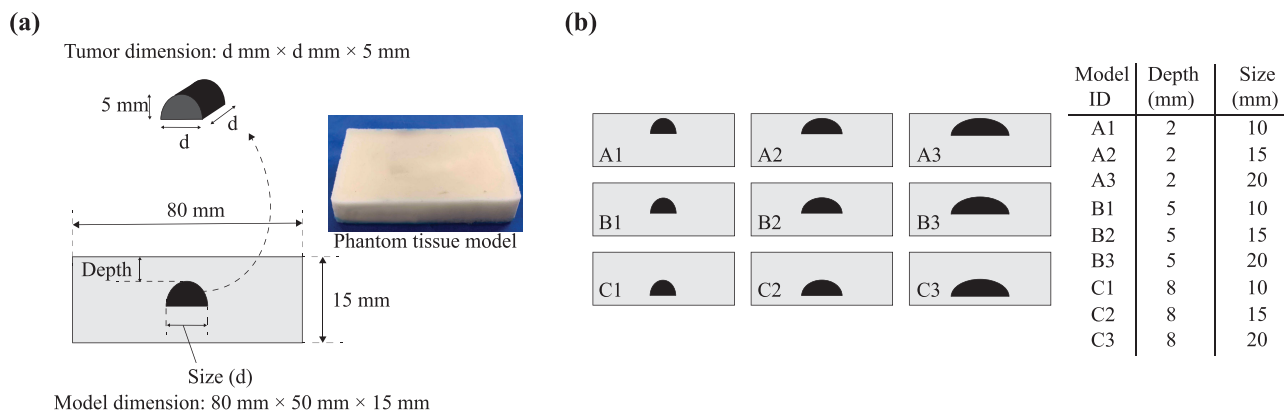 (a)
Tumor dimension: d mm × d mm × 5 mm
5 mm
d
d
80 mm
Phantom tissue model
Depth
15 mm
Size (d)
Model dimension: 80 mm × 50 mm × 15 mm
(b)
A1
A2
A3
B1
B2
B3
C1
C2
C3
Model Depth Size
ID (mm) (mm)
A1 2 10
A2 2 15
A3 2 20
B1 5 10
B2 5 15
B3 5 20
C1 8 10
C2 8 15
C3 8 20